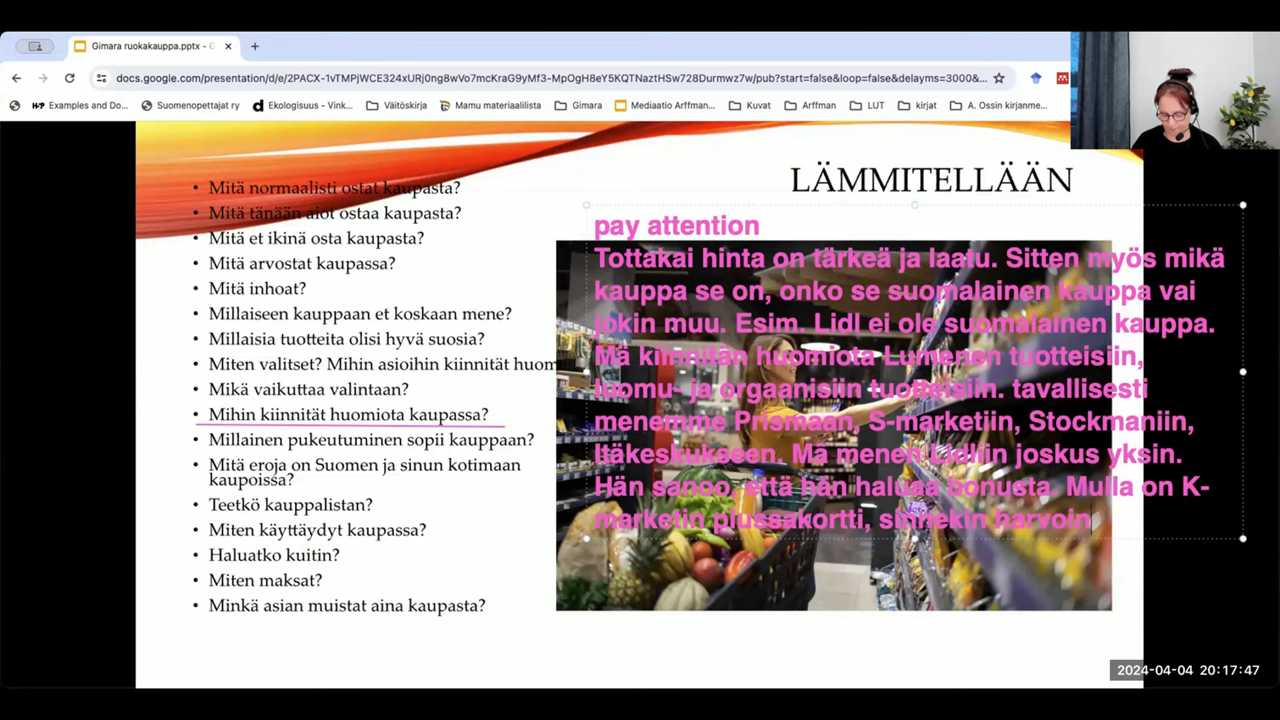 Gimara ruokakauppa.pptx - G
docs.google.com/presentation/d/e/2PACX-1vTMPjWCE324xURj0ng8wVo7mcKraG9yMf3-MpOgH8eY5KQTNaztHSw728Durmwz7w/pub?start=false&loop=false&delayms=3000&...
Examples and Do...
Suomenopettajat ry
Ekologisuus - Vink...
Väitöskirja
Mamu materiaalilista
Gimara
Mediaatio Arffman...
Kuvat
Arffman
LUT
kirjat
A. Ossin kirjanme...
LÄMMITELLÄÄN
• Mitä normaalisti ostat kaupasta?
• Mitä tänään aiot ostaa kaupasta?
• Mitä et ikinä osta kaupasta?
• Mitä arvostat kaupassa?
• Mitä inhoat?
• Millaiseen kauppaan et koskaan mene?
• Millaisia tuotteita olisi hyvä suosia?
• Miten valitset? Mihin asioihin kiinnität huom
• Mikä vaikuttaa valintaan?
• Mihin kiinnität huomiota kaupassa?
• Millainen pukeutuminen sopii kauppaan?
• Mitä eroja on Suomen ja sinun kotimaan
kaupoissa?
• Teetkö kauppalistan?
• Miten käyttäydyt kaupassa?
• Haluatko kuitin?
• Miten maksat?
• Minkä asian muistat aina kaupasta?
pay attention
Tottakai hinta on tärkeä ja laatu. Sitten myös mikä
kauppa se on, onko se suomalainen kauppa vai
jokin muu. Esim. Lidl ei ole suomalainen kauppa.
Mä kiinnitän huomiota Lumenen tuotteisiin,
luomu- ja orgaanisiin tuotteisiin. tavallisesti
menemme Prismaan, S-marketiin, Stockmaniin,
Itäkeskukseen. Mä menen Lidliin joskus yksin.
Hän sanoo, että hän haluaa bonusta. Mulla on K-
marketin plussakortti, sinnekin harvoin
2024-04-04 20:17:47